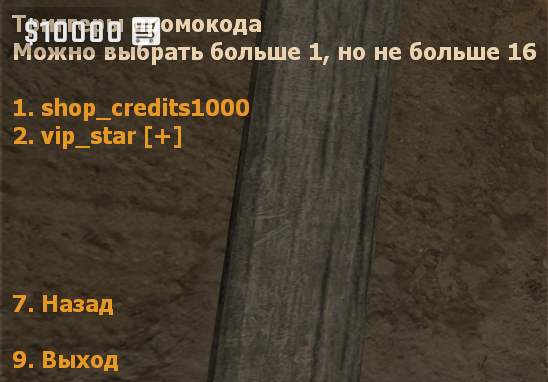 Триггеры промокода
$10000
Можно выбрать больше 1, но не больше 16
1. shop_credits1000
2. vip_star [+]
7. Назад
9. Выход